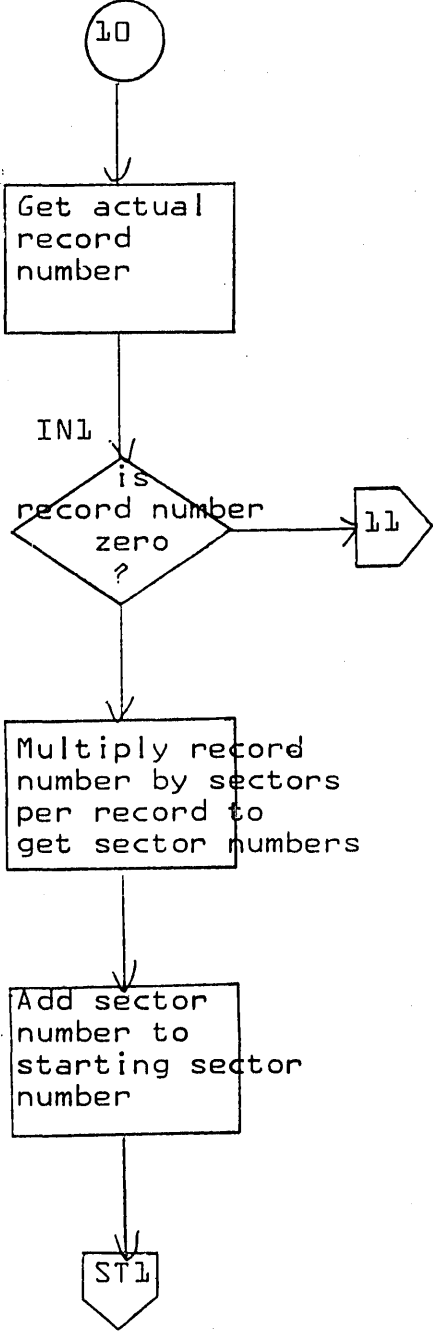 10
Get actual
record
number
IN1
is
record number
zero
?
11
Multiply record
number by sectors
per record to
get sector numbers
Add sector
number to
starting sector
number
ST1